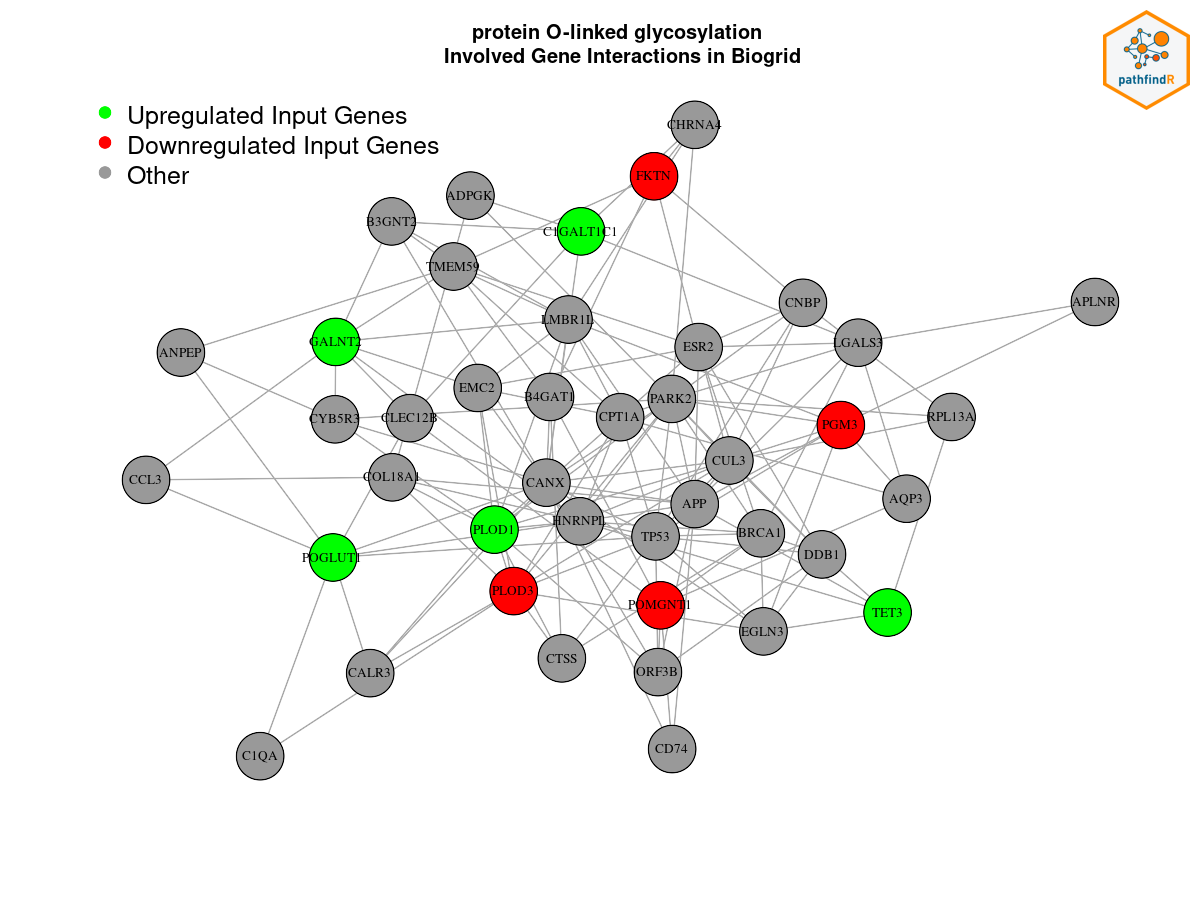 protein O-linked glycosylation
Involved Gene Interactions in Biogrid
pathfindR
Upregulated Input Genes
Downregulated Input Genes
Other
CHRNA4
FKTN
ADPGK
B3GNT2
C1GALT1C1
TMEM59
CNBP
APLNR
LMBR1L
GALNT2
ESR2
LGALS3
ANPEP
EMC2
B4GAT1
PARK2
CYB5R3
CLEC12B
CPT1A
PGM3
RPL13A
CUL3
CCL3
COL18A1
CANX
AQP3
APP
PLOD1
HNRNPL
TP53
BRCA1
DDB1
POGLUT1
PLOD3
POMGNT1
TET3
EGLN3
CALR3
CTSS
ORF3B
C1QA
CD74